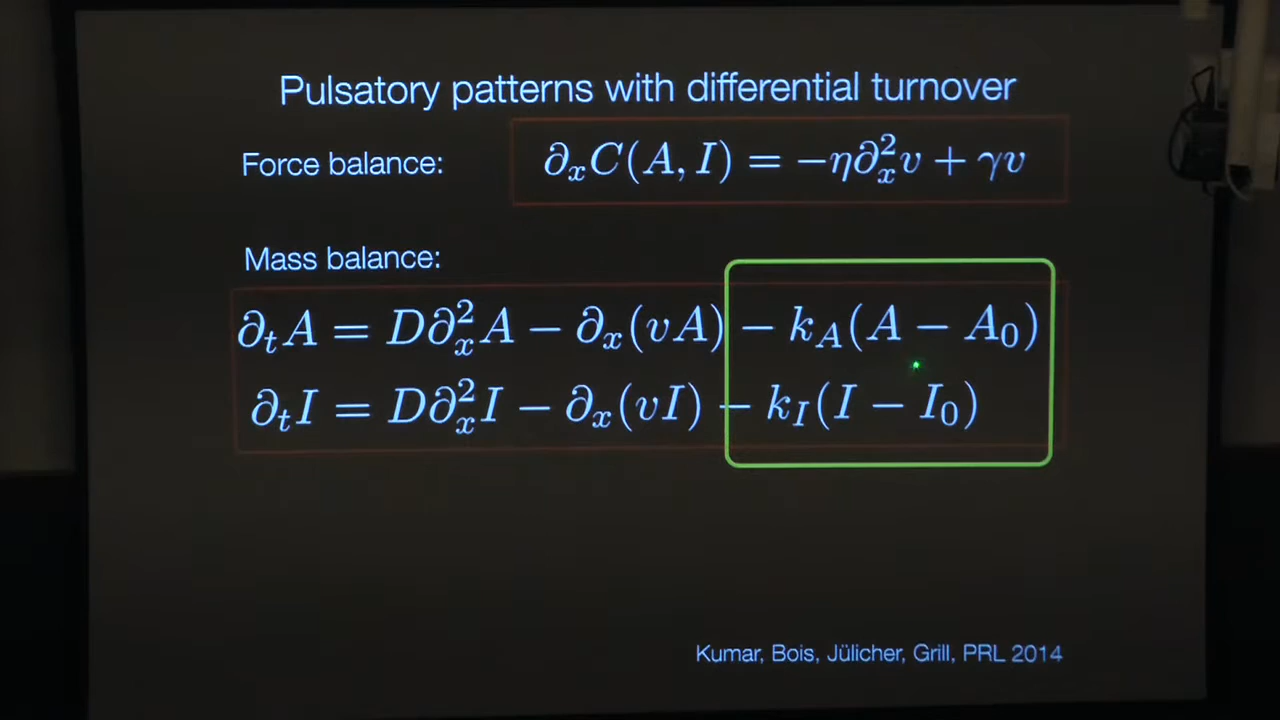 Pulsatory patterns with differential turnover
Force balance: ∂ₓC(A, I) = −η∂ₓ²v + γv
Mass balance:
∂ₜA = D∂ₓ²A − ∂ₓ(vA) − k_A(A − A₀)
∂ₜI = D∂ₓ²I − ∂ₓ(vI) − k_I(I − I₀)
Kumar, Bois, Jülicher, Grill, PRL 2014